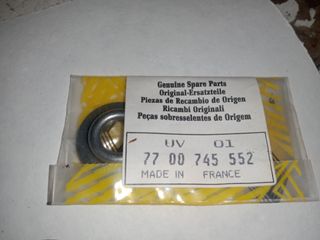 Genuine Spare Parts
Original-Ersatzteile
Piezas de Recambio de Origen
Ricambi Originali
Peças sobresselentes de Origem
UV 01
77 00 745 552
MADE IN FRANCE